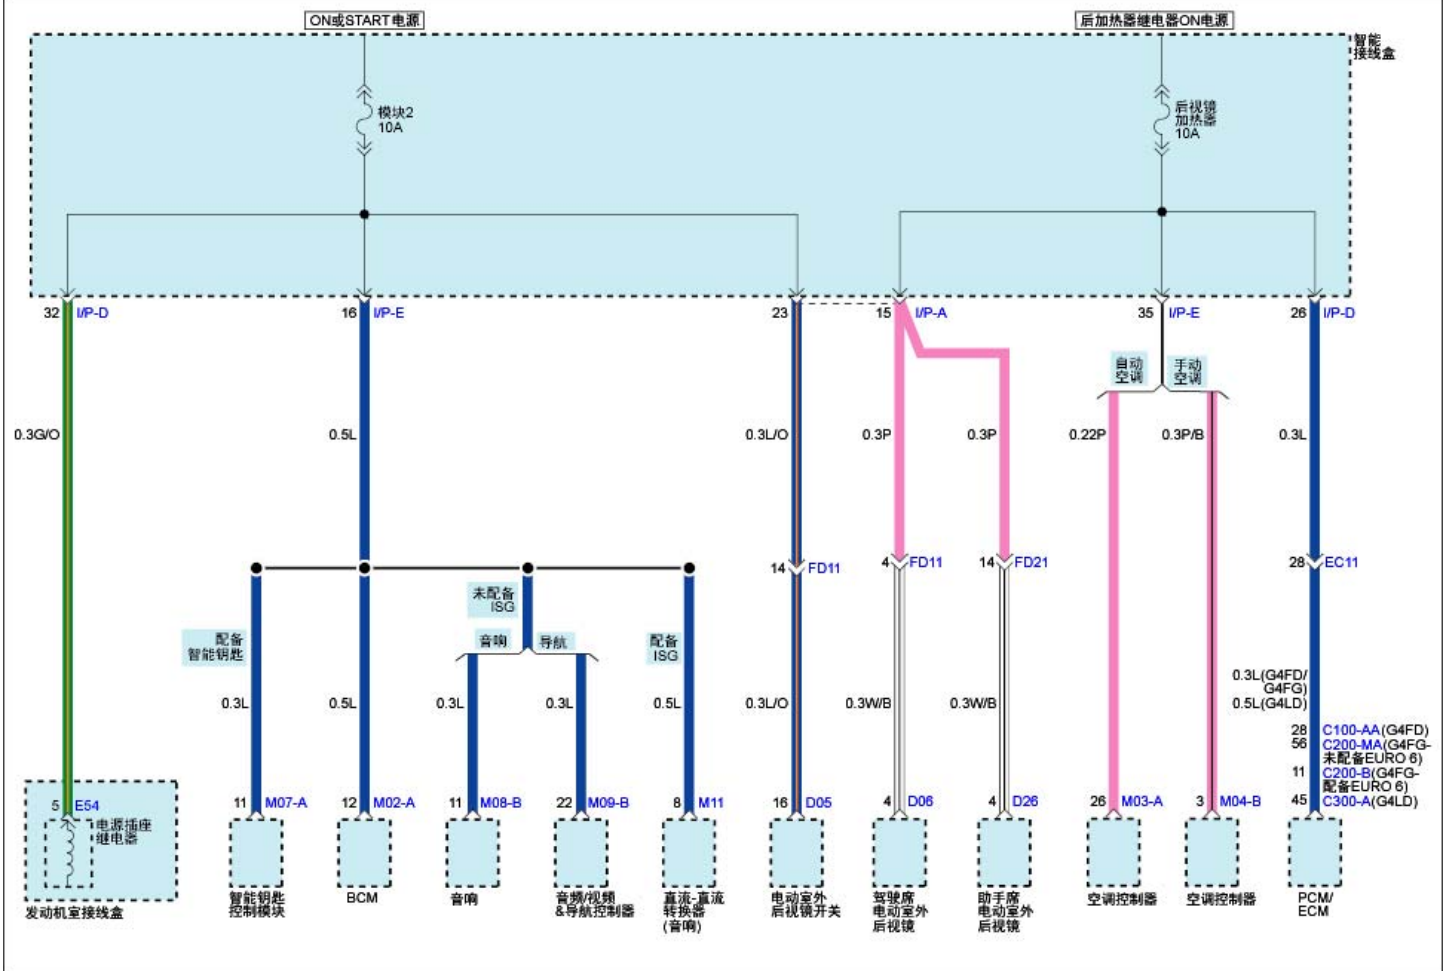 ON或START电源
后加热器继电器ON电源
智能
接线盒
模块2
10A
后视镜
加热器
10A
32 I/P-D
16 I/P-E
23
15 I/P-A
35 I/P-E
26 I/P-D
自动
空调
手动
空调
0.3G/O
0.5L
0.3L/O
0.3P
0.3P
0.22P
0.3P/B
0.3L
14 FD11
4 FD11
14 FD21
28 EC11
未配备
ISG
配备
智能钥匙
音响
导航
配备
ISG
0.3L
0.5L
0.3L
0.3L
0.5L
0.3L/O
0.3W/B
0.3W/B
0.3L(G4FD/
G4FG)
0.5L(G4LD)
28 C100-AA(G4FD)
56 C200-MA(G4FG-
未配备EURO 6)
11 C200-B(G4FG-
配备EURO 6)
45 C300-A(G4LD)
5 E54
11 M07-A
12 M02-A
11 M08-B
22 M09-B
8 M11
16 D05
4 D06
4 D26
26 M03-A
3 M04-B
电源插座
继电器
发动机室接线盒
智能钥匙
控制模块
BCM
音响
音频/视频
&导航控制器
直流-直流
转换器
(音响)
电动室外
后视镜开关
驾驶席
电动室外
后视镜
助手席
电动室外
后视镜
空调控制器
空调控制器
PCM/
ECM